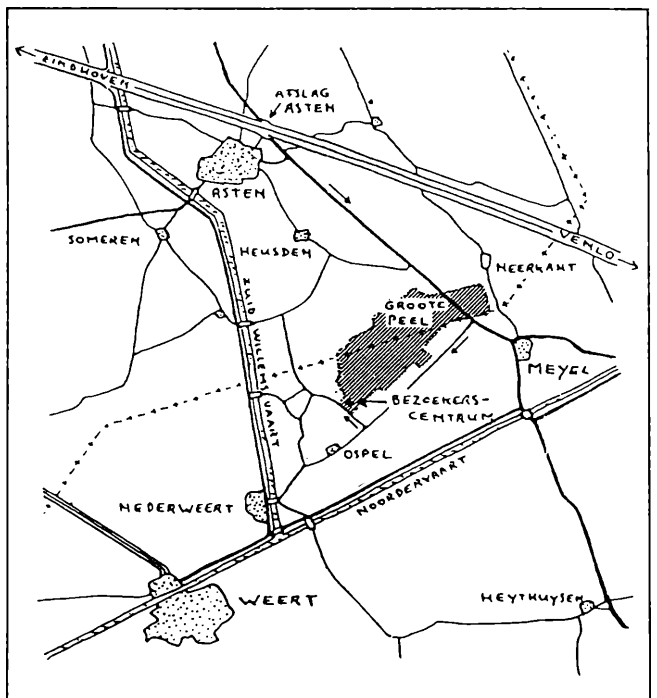 EINDHOVEN
AFSLAG
ASTEN
ASTEN
SOMEREN
HEUSDEN
VENLO
NEERKANT
GROOTE
PEEL
MEYEL
ZUID
WILLEMS
VAART
BEZOEKERS-
CENTRUM
OSPEL
NEDERWEERT
NOORDERVAART
WEERT
HEYTHUYSEN